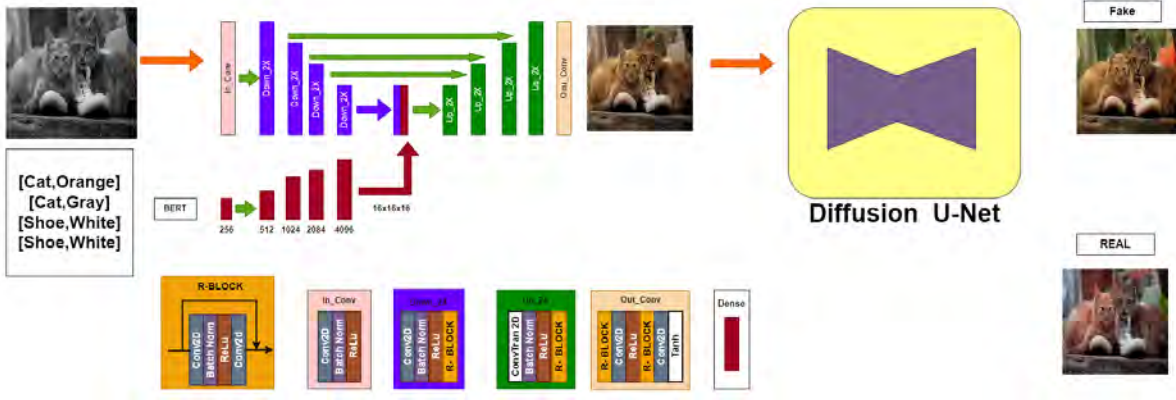 Fake
In_Conv
Down_2X
Down_2X
Down_2X
Down_2X
Up_2X
Up_2X
Up_2X
Up_2X
Oau_Conv
[Cat,Orange]
[Cat,Gray]
[Shoe,White]
[Shoe,White]
BERT
256
512
1024
2084
4096
16x16x16
Diffusion U-Net
REAL
R-BLOCK
Conv2D
Batch Norm
ReLu
Conv2d
In_Conv
Conv2D
Batch Norm
ReLu
Down_2X
Conv2D
Batch Norm
ReLu
R- BLOCK
Up_2X
ConvTran 2D
Batch Norm
ReLu
R- BLOCK
Out_Conv
R- BLOCK
Conv2D
ReLu
R- BLOCK
Conv2D
Tanh
Dense